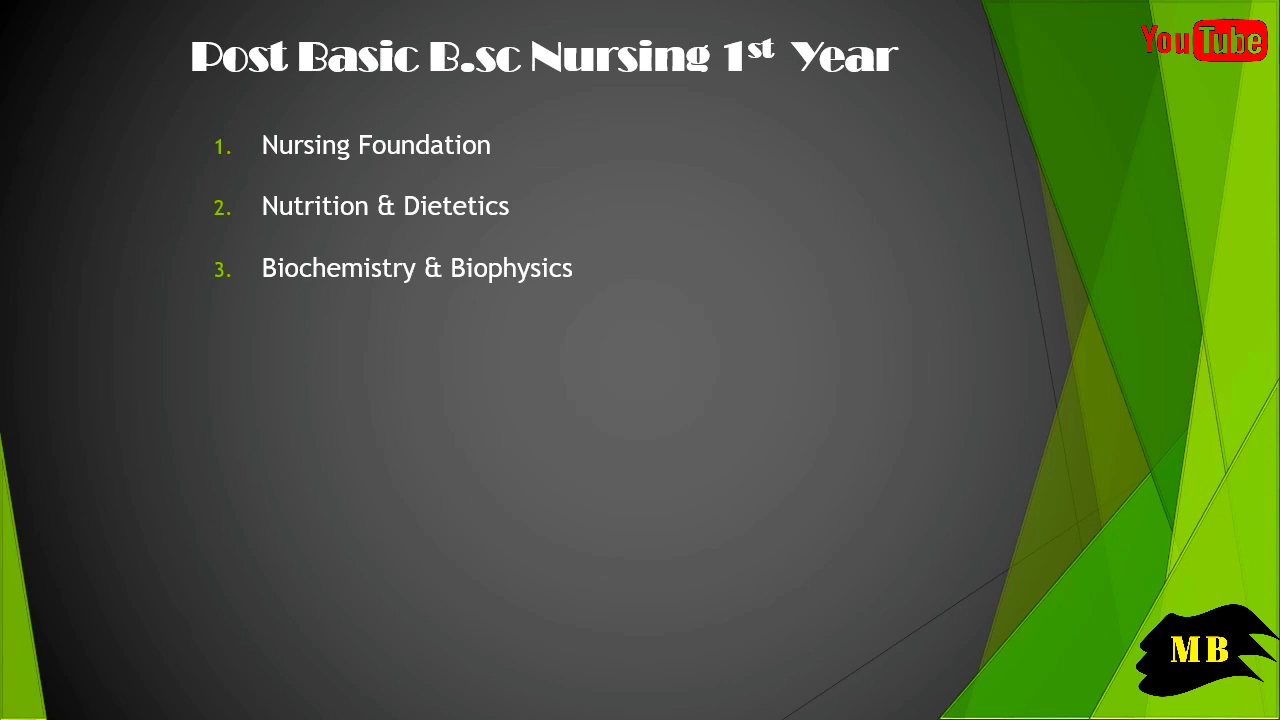 Post Basic B.sc Nursing 1st Year
YouTube
1. Nursing Foundation
2. Nutrition & Dietetics
3. Biochemistry & Biophysics
MB